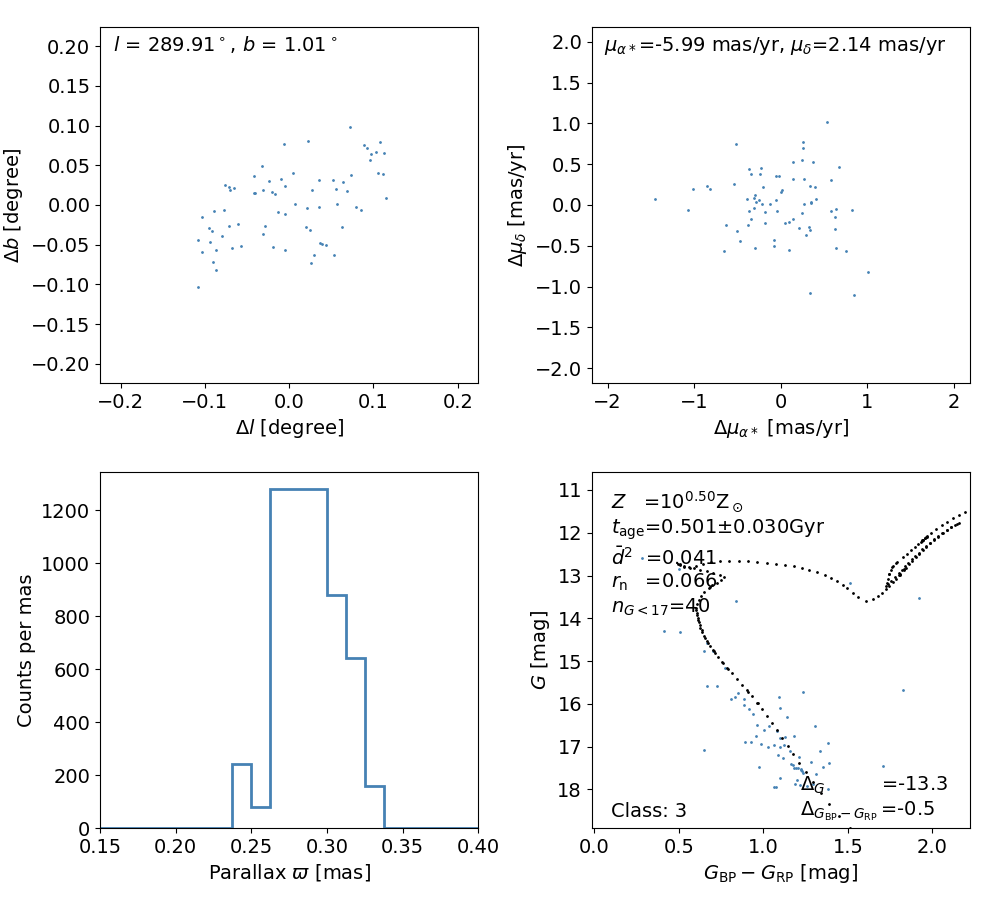 l = 289.91°, b = 1.01°
0.20
0.15
0.10
0.05
0.00
−0.05
−0.10
−0.15
−0.20
Δb [degree]
−0.2 −0.1 0.0 0.1 0.2
Δl [degree]
μα*=-5.99 mas/yr, μδ=2.14 mas/yr
2.0
1.5
1.0
0.5
0.0
−0.5
−1.0
−1.5
−2.0
Δμδ [mas/yr]
−2 −1 0 1 2
Δμα* [mas/yr]
1200
1000
800
600
400
200
0
Counts per mas
0.15 0.20 0.25 0.30 0.35 0.40
Parallax ϖ [mas]
11
12
13
14
15
16
17
18
G [mag]
Z =10^0.50 Z⊙
t_age=0.501±0.030Gyr
d̄² =0.041
r_n =0.066
n_G<17=40
Δ_G =-13.3
Class: 3 Δ_GBP−GRP =-0.5
0.0 0.5 1.0 1.5 2.0
G_BP − G_RP [mag]